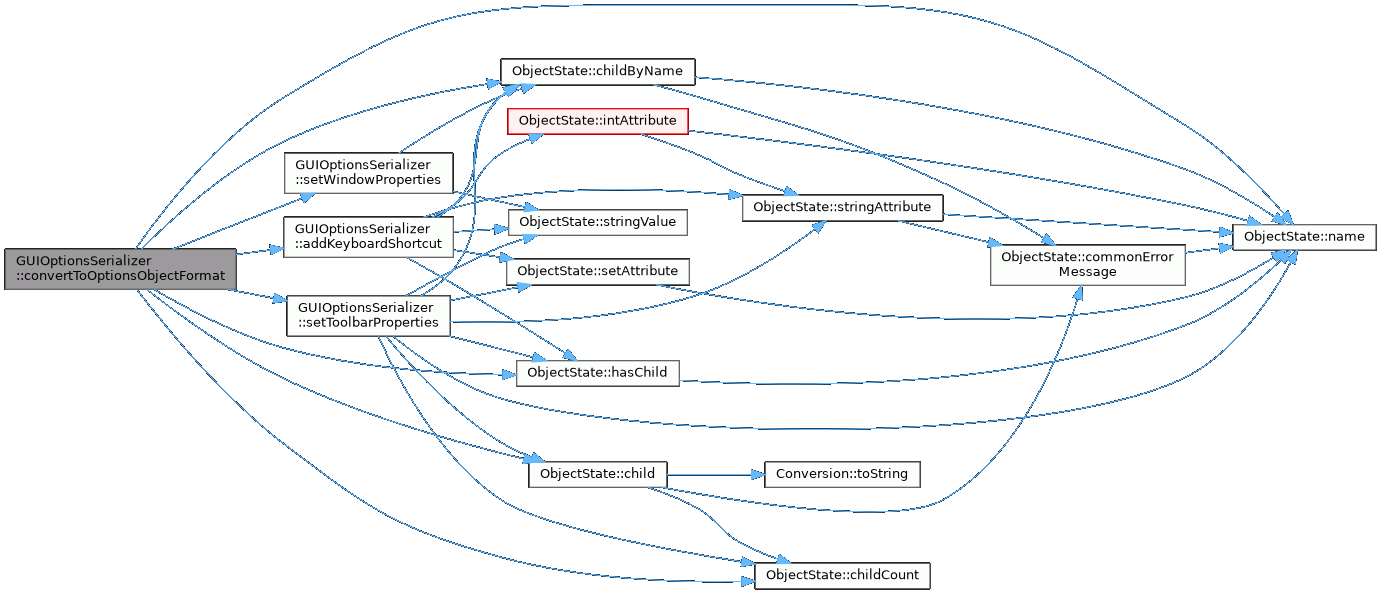 GUIOptionsSerializer
::convertToOptionsObjectFormat
GUIOptionsSerializer
::setWindowProperties
GUIOptionsSerializer
::addKeyboardShortcut
GUIOptionsSerializer
::setToolbarProperties
ObjectState::childByName
ObjectState::intAttribute
ObjectState::stringValue
ObjectState::setAttribute
ObjectState::hasChild
ObjectState::child
ObjectState::stringAttribute
Conversion::toString
ObjectState::childCount
ObjectState::commonError
Message
ObjectState::name